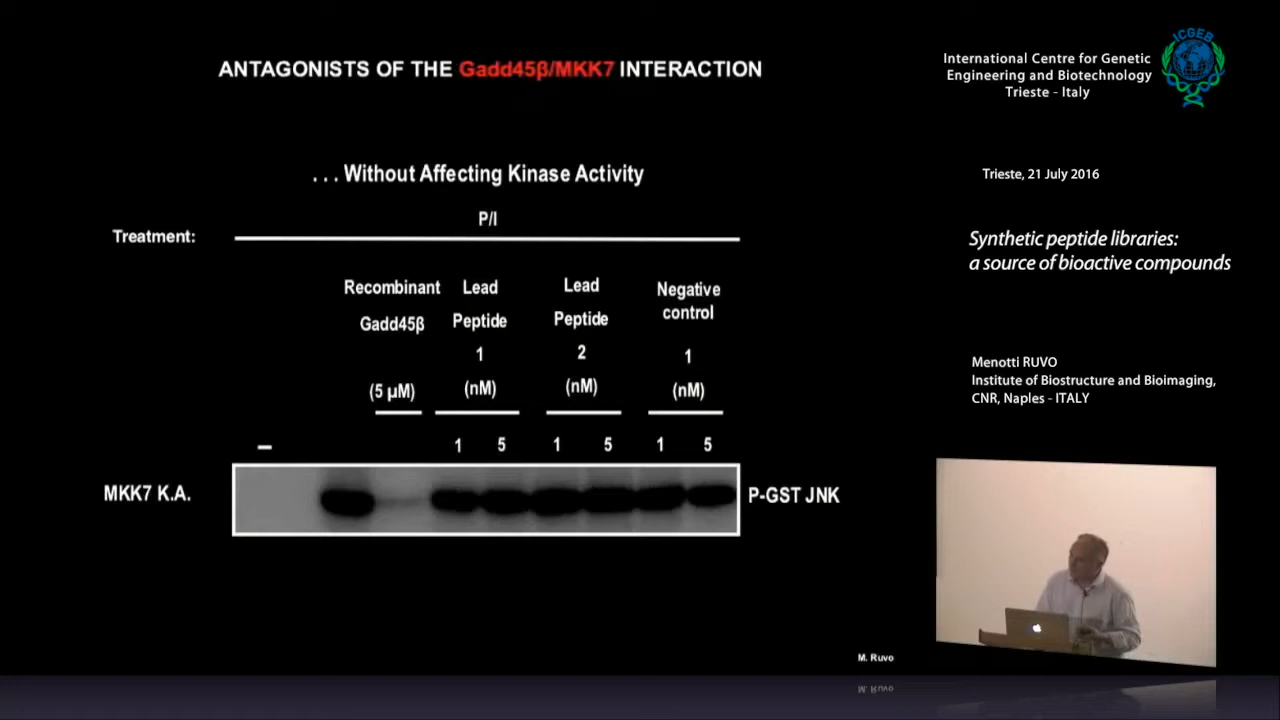 ANTAGONISTS OF THE Gadd45β/MKK7 INTERACTION
. . . Without Affecting Kinase Activity
P/I
Treatment:
Recombinant Gadd45β (5 µM)
Lead Peptide 1 (nM)
Lead Peptide 2 (nM)
Negative control 1 (nM)
– 1 5 1 5 1 5
MKK7 K.A.
P-GST JNK
M. Ruvo
ICGEB
International Centre for Genetic
Engineering and Biotechnology
Trieste - Italy
Trieste, 21 July 2016
Synthetic peptide libraries:
a source of bioactive compounds
Menotti RUVO
Institute of Biostructure and Bioimaging,
CNR, Naples - ITALY